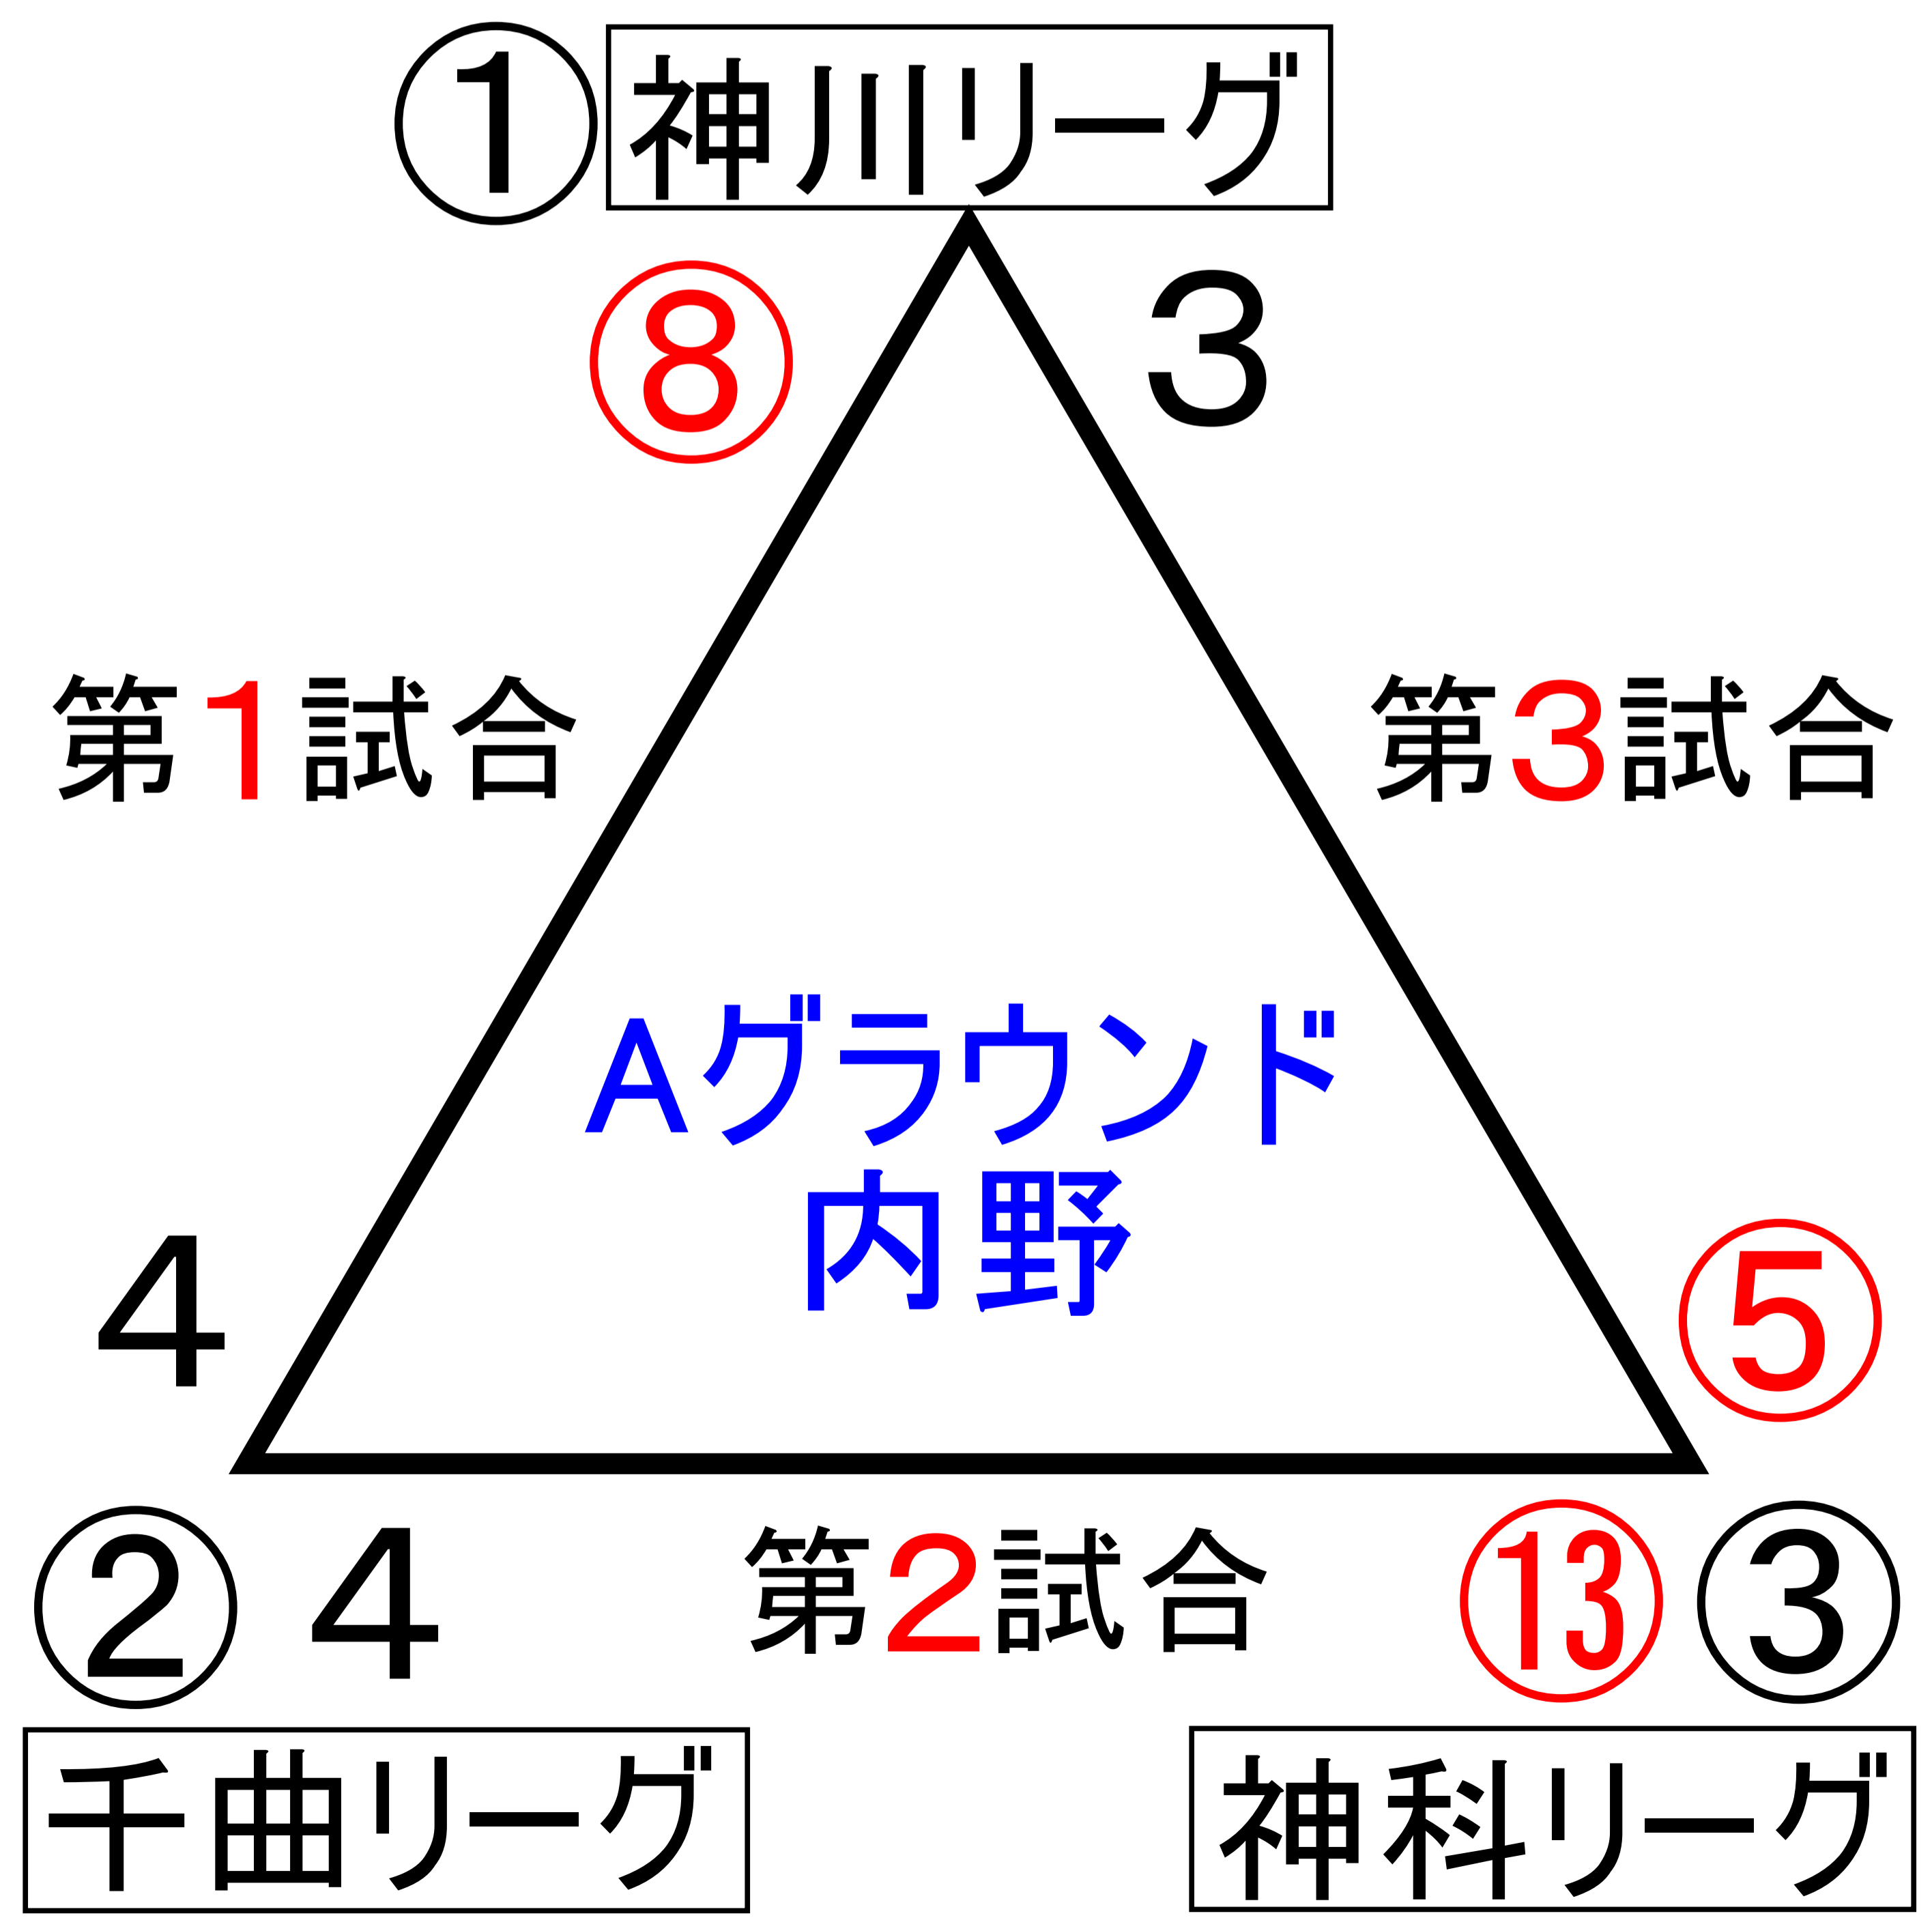 ① 神川リーグ
⑧ 3
第1試合 第3試合
Aグラウンド
内野
4 ⑤
② 4 第2試合 ⑬ ③
千曲リーグ 神科リーグ